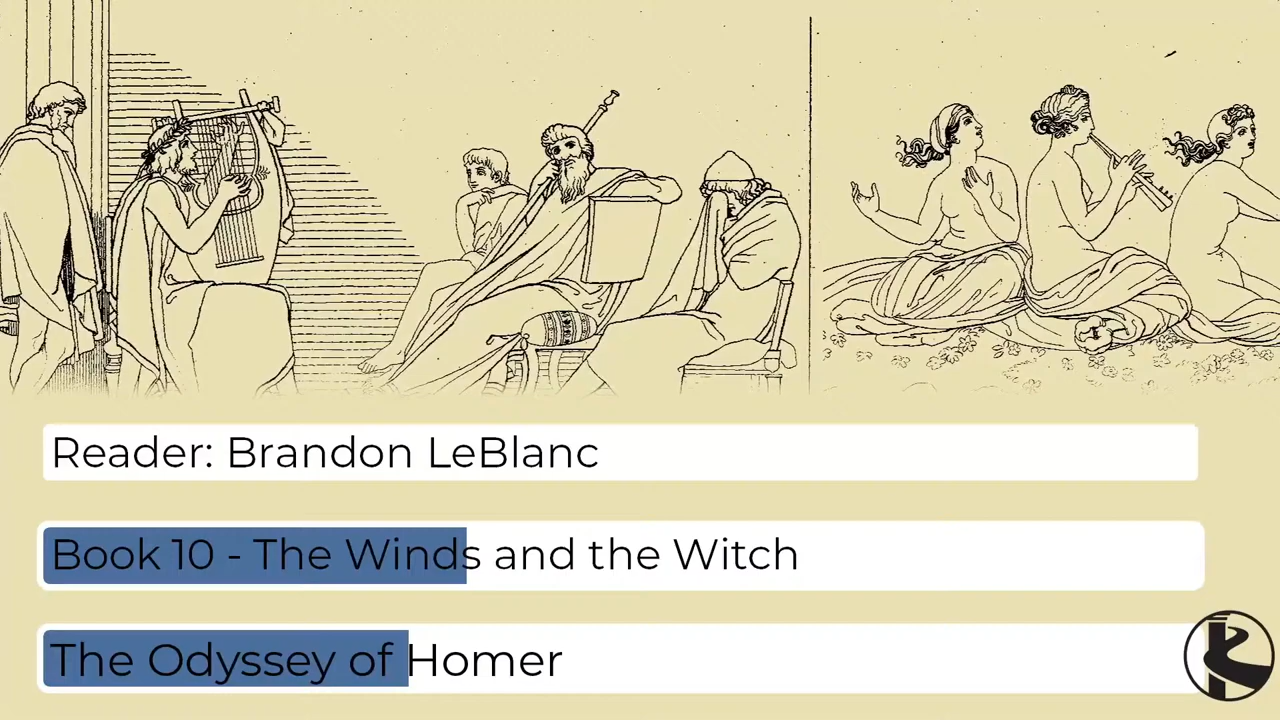 Reader: Brandon LeBlanc
Book 10 - The Winds and the Witch
The Odyssey of Homer